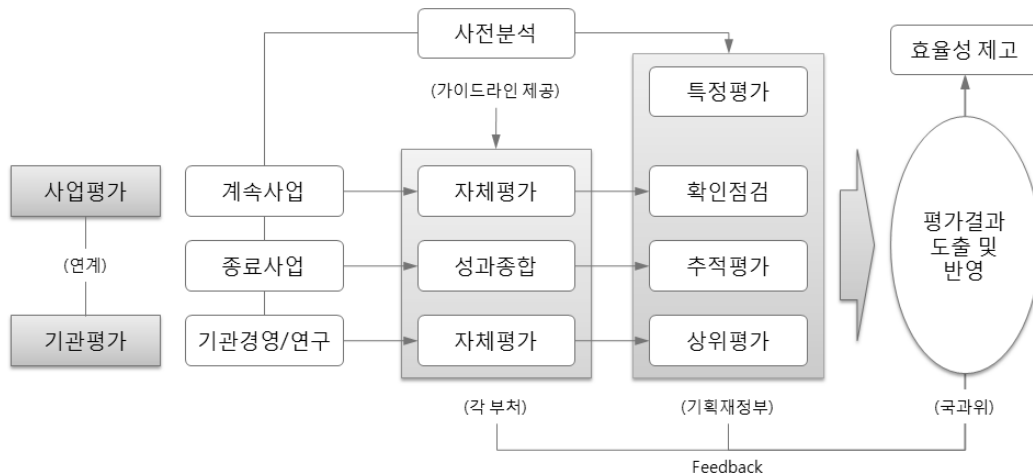 사전분석
효율성 제고
특정평가
(가이드라인 제공)
사업평가
계속사업
자체평가
확인점검
평가결과
도출 및
반영
(연계)
종료사업
성과종합
추적평가
기관평가
기관경영/연구
자체평가
상위평가
(각 부처)
(기획재정부)
(국과위)
Feedback